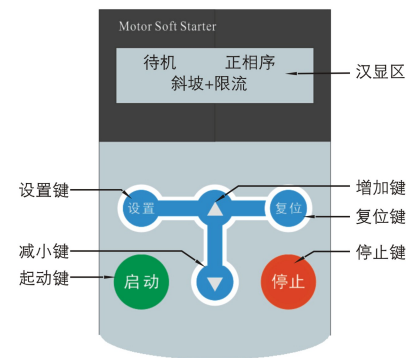 Motor Soft Starter
待机 正相序
斜坡+限流
汉显区
设置键
增加键
设置
复位
复位键
减小键
停止键
起动键
启动
停止